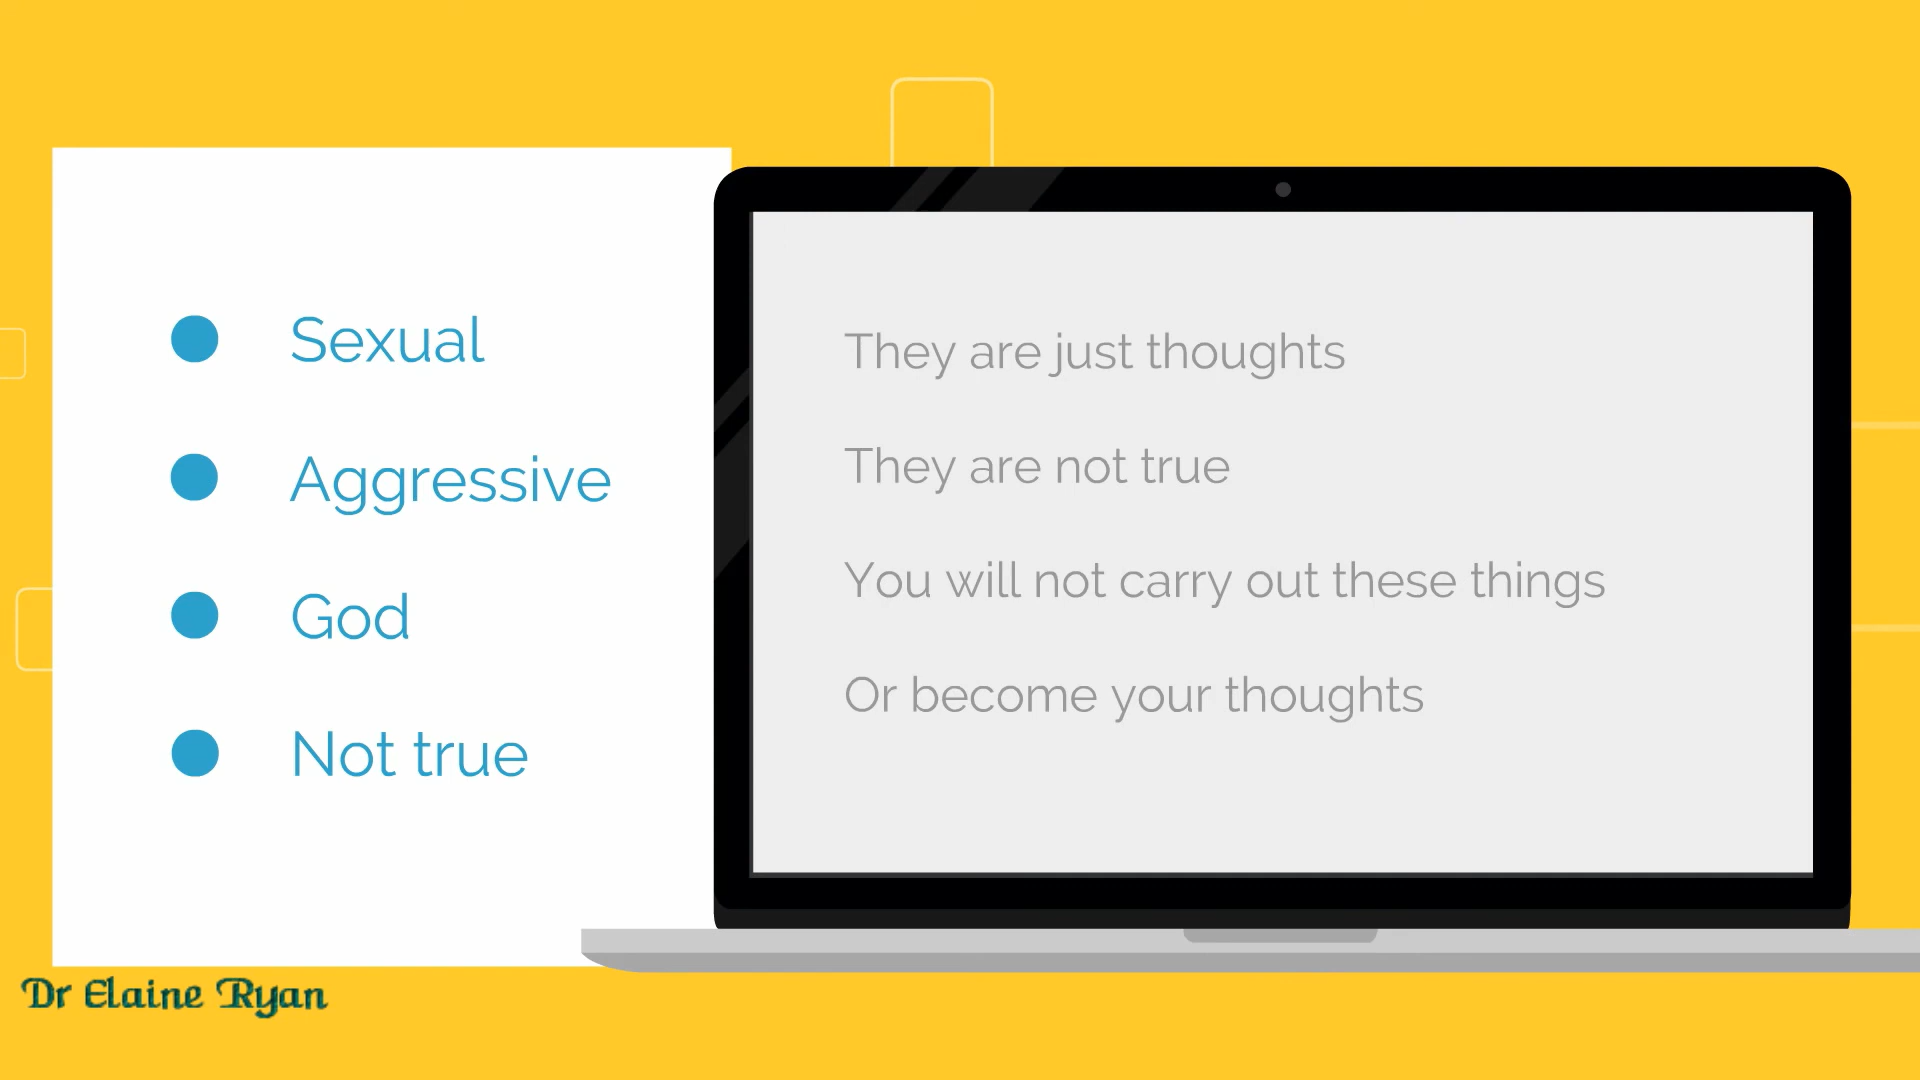 Sexual
Aggressive
God
Not true
They are just thoughts
They are not true
You will not carry out these things
Or become your thoughts
Dr Elaine Ryan